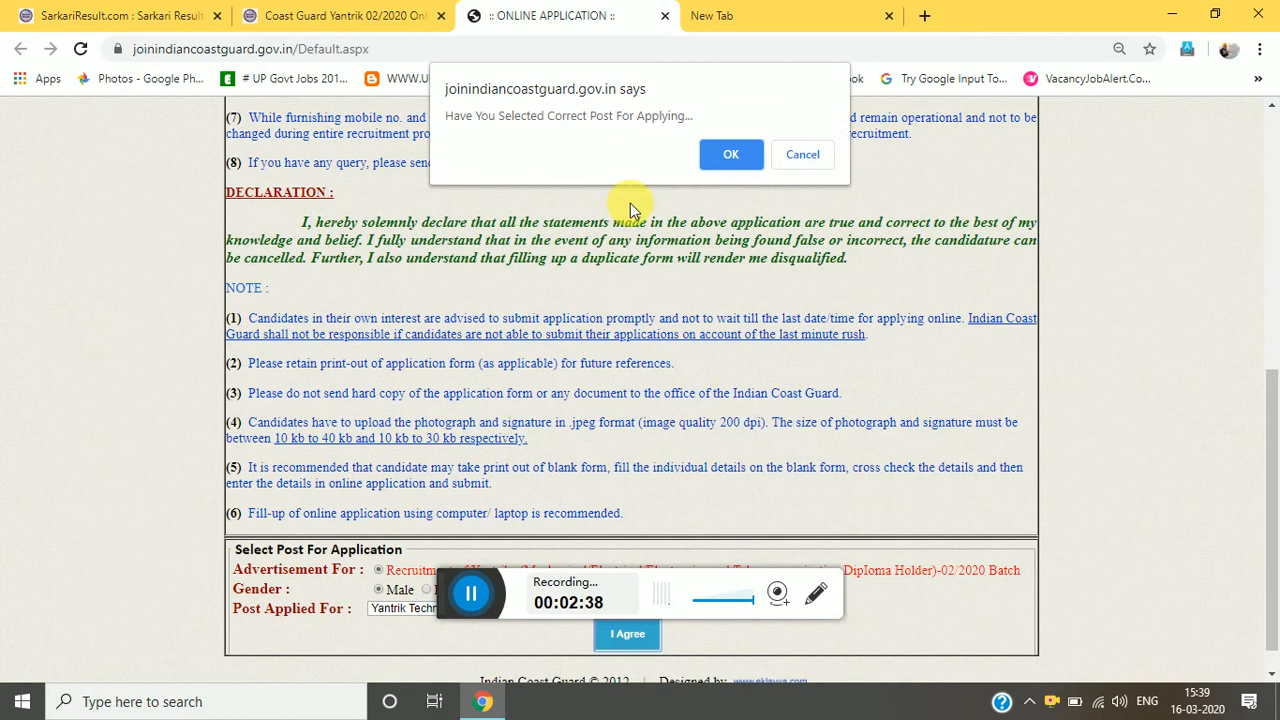 SarkariResult.com : Sarkari Result
Coast Guard Yantrik 02/2020 Onl
:: ONLINE APPLICATION ::
New Tab
joinindiancoastguard.gov.in/Default.aspx
Apps
Photos - Google Ph...
# UP Govt Jobs 201...
WWW.U
ook
Try Google Input To...
VacancyJobAlert.Co...
joinindiancoastguard.gov.in says
Have You Selected Correct Post For Applying...
OK
Cancel
(7) While furnishing mobile no. and
d remain operational and not to be
changed during entire recruitment pro
recruitment.
(8) If you have any query, please send
DECLARATION :
I, hereby solemnly declare that all the statements made in the above application are true and correct to the best of my
knowledge and belief. I fully understand that in the event of any information being found false or incorrect, the candidature can
be cancelled. Further, I also understand that filling up a duplicate form will render me disqualified.
NOTE :
(1) Candidates in their own interest are advised to submit application promptly and not to wait till the last date/time for applying online. Indian Coast
Guard shall not be responsible if candidates are not able to submit their applications on account of the last minute rush.
(2) Please retain print-out of application form (as applicable) for future references.
(3) Please do not send hard copy of the application form or any document to the office of the Indian Coast Guard.
(4) Candidates have to upload the photograph and signature in .jpeg format (image quality 200 dpi). The size of photograph and signature must be
between 10 kb to 40 kb and 10 kb to 30 kb respectively.
(5) It is recommended that candidate may take print out of blank form, fill the individual details on the blank form, cross check the details and then
enter the details in online application and submit.
(6) Fill-up of online application using computer/ laptop is recommended.
Select Post For Application
Advertisement For :
Diploma Holder)-02/2020 Batch
Gender :
Male
Post Applied For :
Yantrik Techn
Recording...
00:02:38
I Agree
Indian Coast Guard © 2012 | Designed by: www.eklavya.com
Type here to search
ENG
15:39
16-03-2020